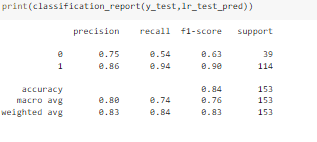 print(classification_report(y_test,lr_test_pred))
precision recall f1-score support
0 0.75 0.54 0.63 39
1 0.86 0.94 0.90 114
accuracy 0.84 153
macro avg 0.80 0.74 0.76 153
weighted avg 0.83 0.84 0.83 153